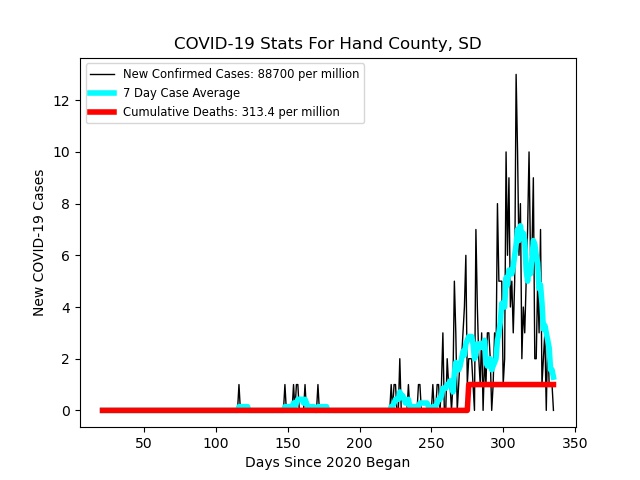 COVID-19 Stats For Hand County, SD
New Confirmed Cases: 88700 per million
7 Day Case Average
Cumulative Deaths: 313.4 per million
New COVID-19 Cases
12
10
8
6
4
2
0
50 100 150 200 250 300 350
Days Since 2020 Began